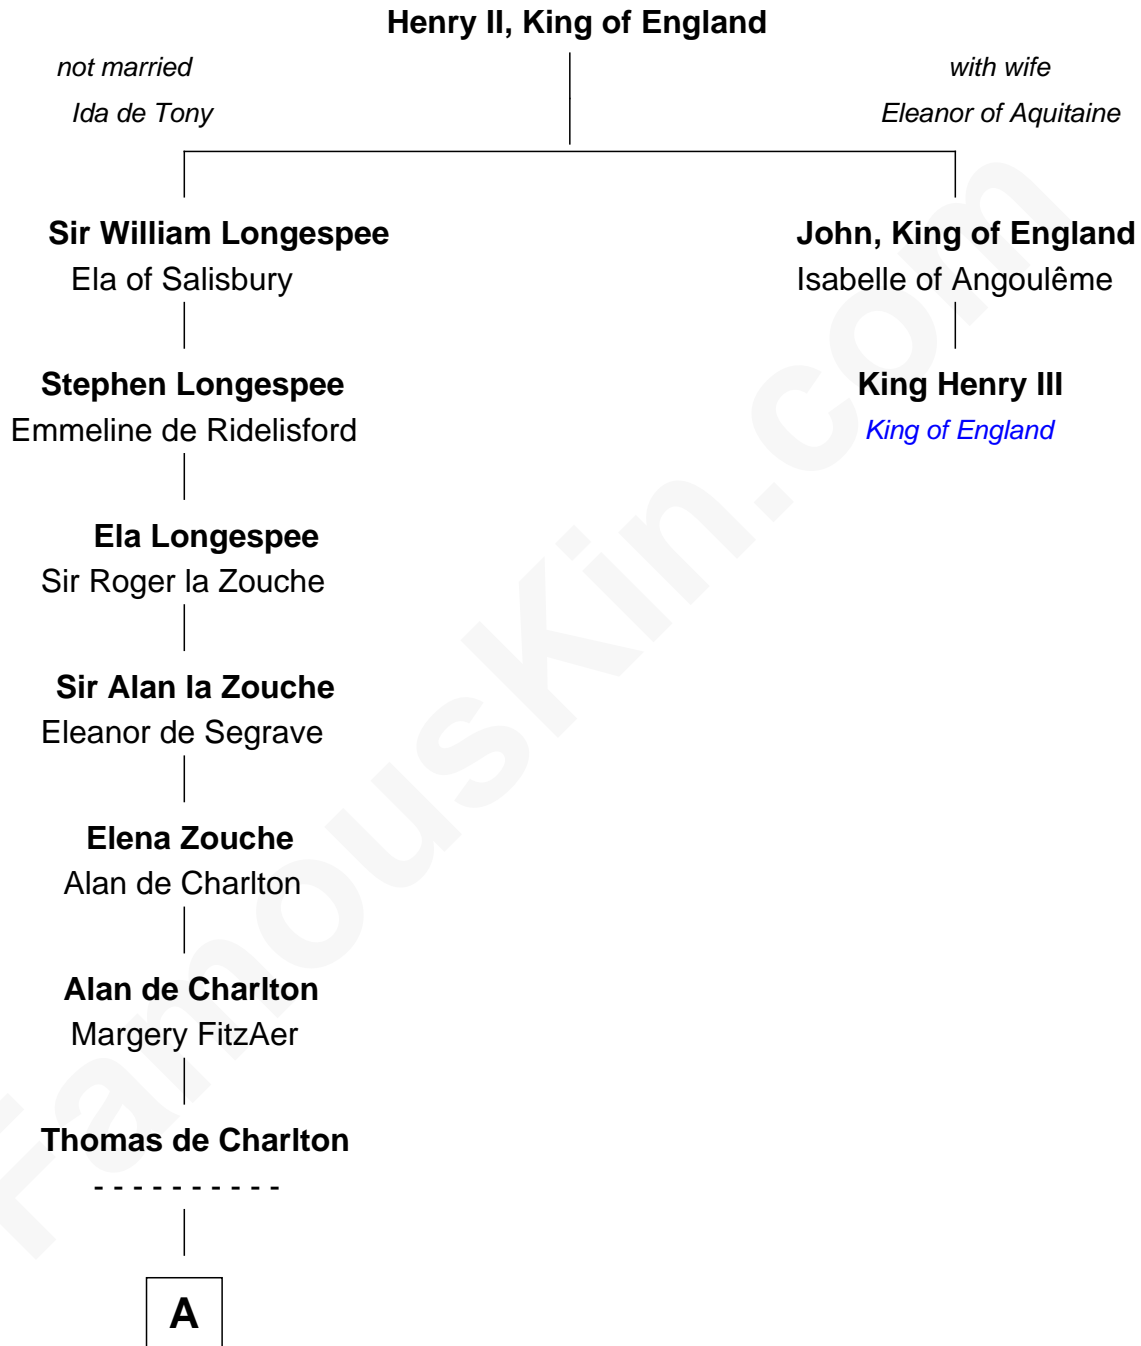 Henry II, King of England
not married
Ida de Tony
with wife
Eleanor of Aquitaine
Sir William Longespee
Ela of Salisbury
John, King of England
Isabelle of Angoulême
Stephen Longespee
Emmeline de Ridelisford
King Henry III
King of England
Ela Longespee
Sir Roger la Zouche
Sir Alan la Zouche
Eleanor de Segrave
Elena Zouche
Alan de Charlton
Alan de Charlton
Margery FitzAer
Thomas de Charlton
- - - - - - - - - -
A
FamousKin.com